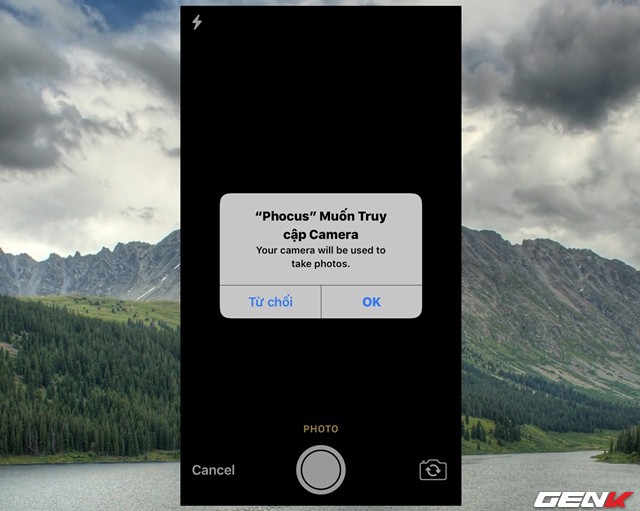 “Phocus” Muốn Truy
cập Camera
Your camera will be used to
take photos.
Từ chối OK
PHOTO
Cancel
GENK